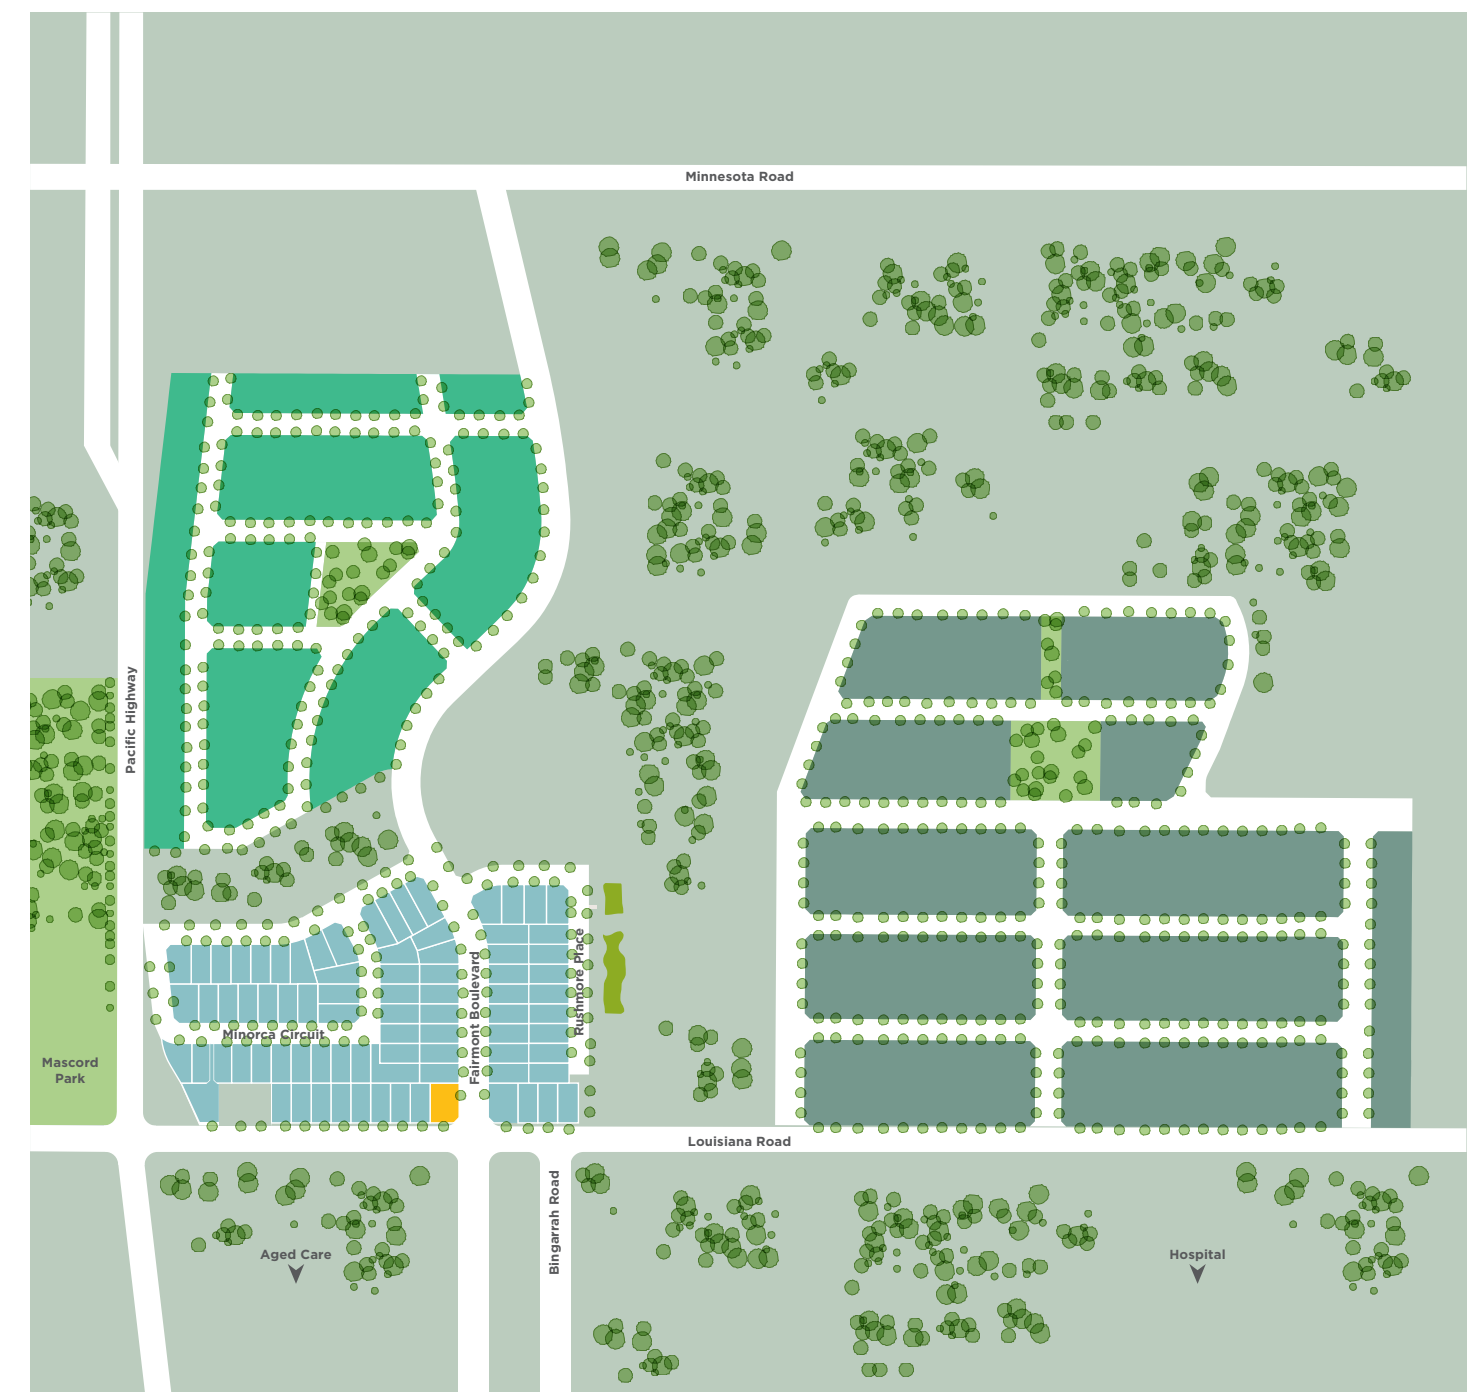 Minnesota Road
Pacific Highway
Rushmore Place
Fairmont Boulevard
Minorca Circuit
Mascord
Park
Louisiana Road
Bingarrah Road
Aged Care
Hospital